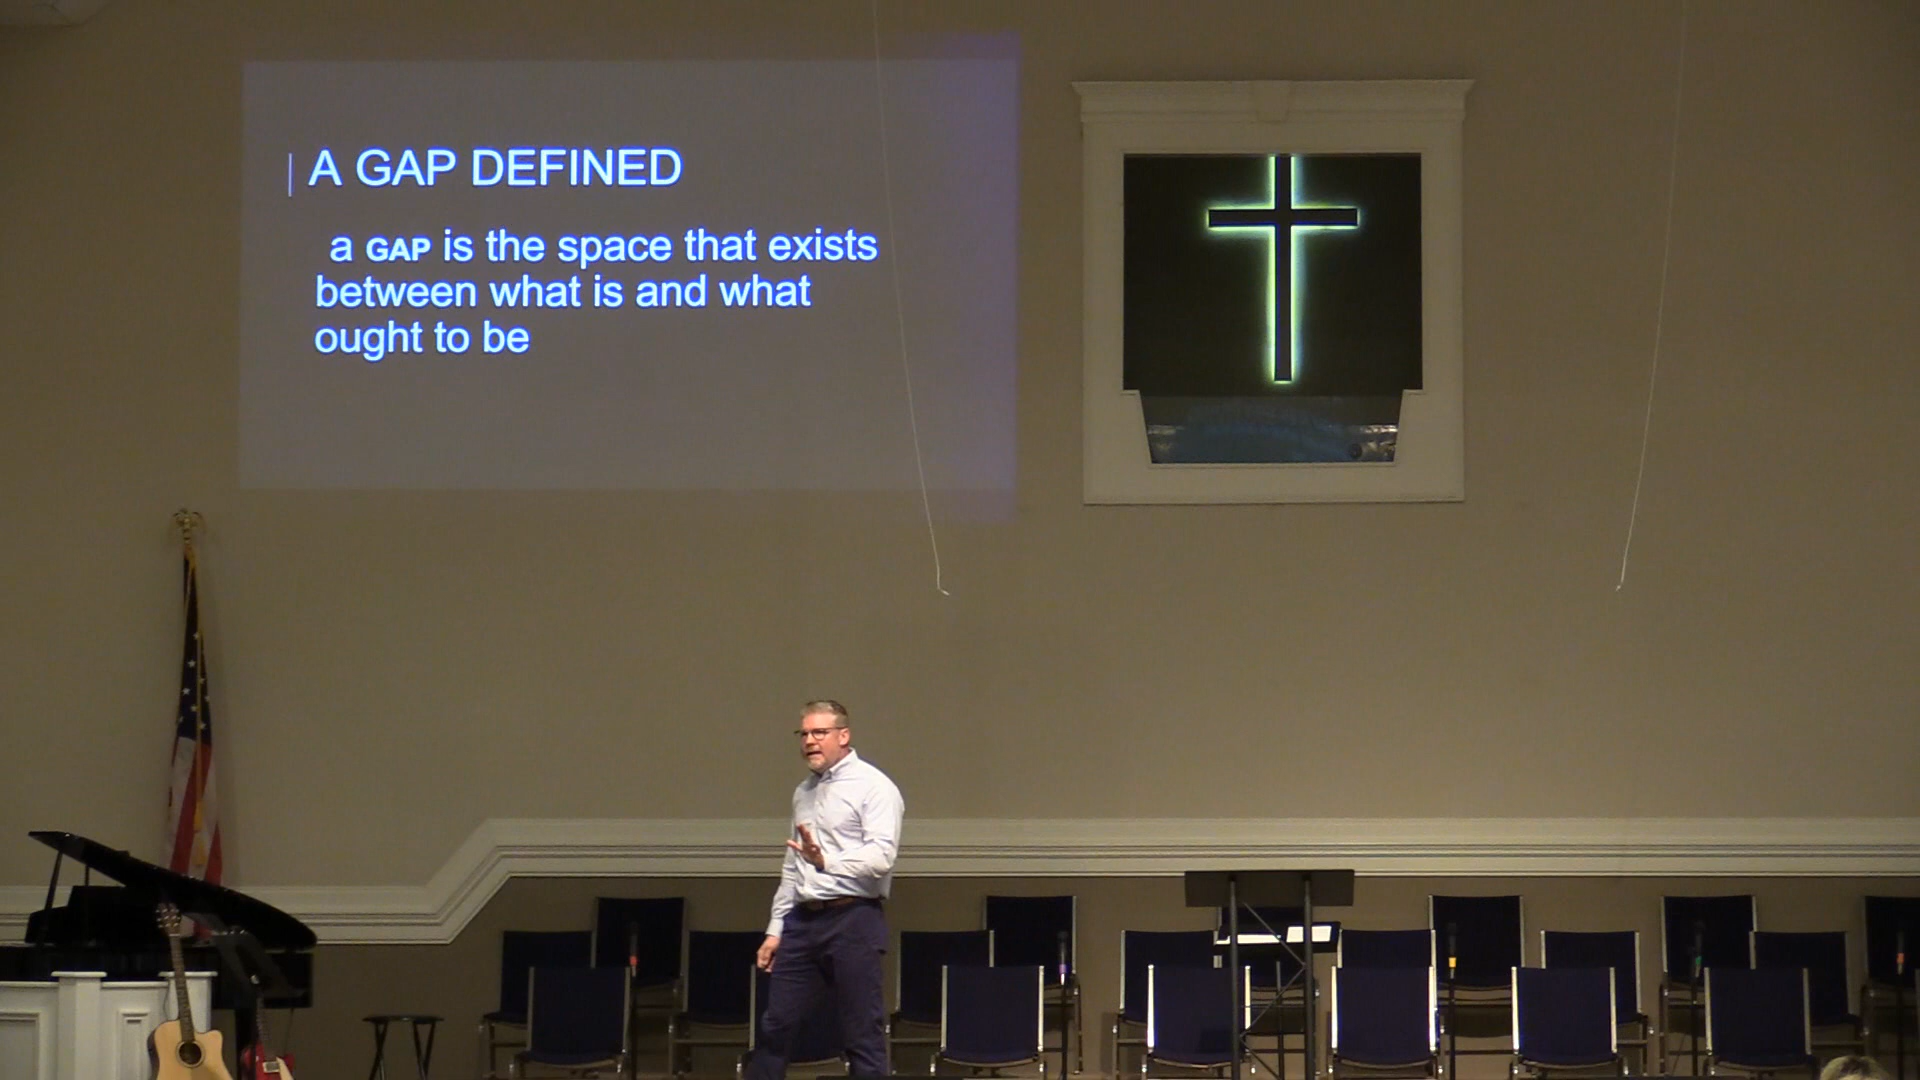 A GAP DEFINED
a GAP is the space that exists
between what is and what
ought to be